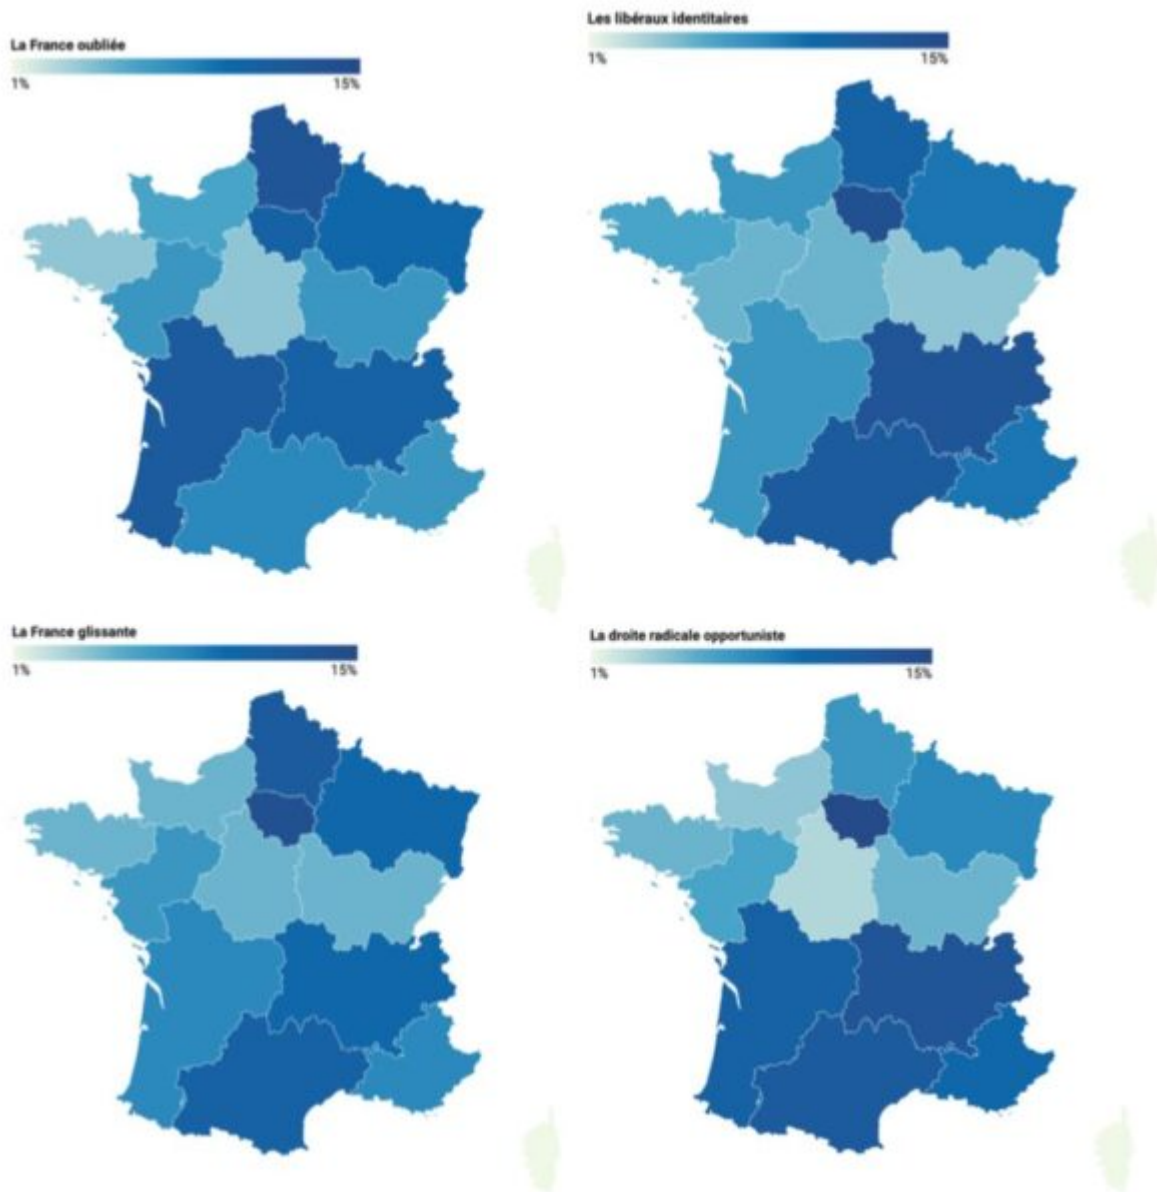 La France oubliée
1% 15%
Les libéraux identitaires
1% 15%
La France glissante
1% 15%
La droite radicale opportuniste
1% 15%